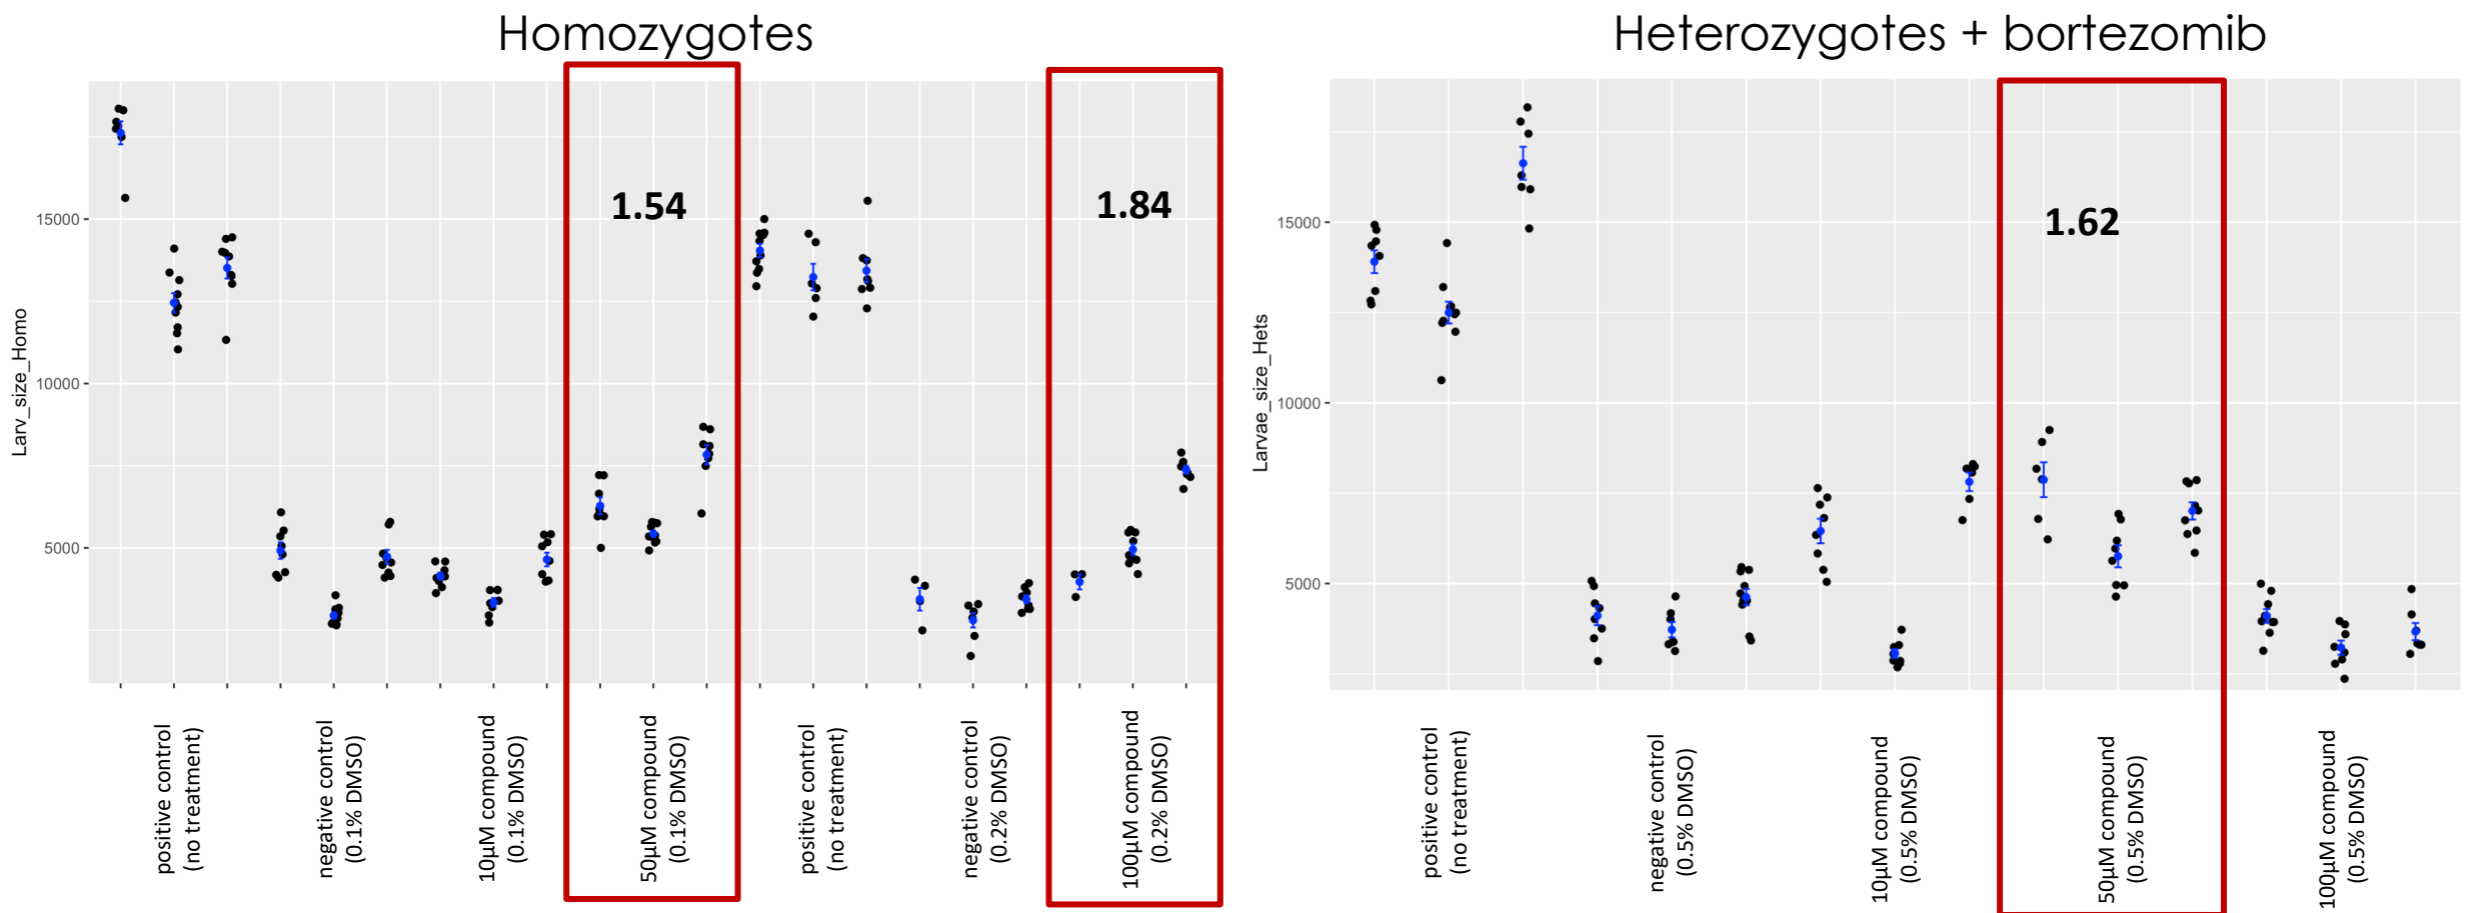 Homozygotes
Larv_size_Homo
15000
10000
5000
1.54
1.84
positive control
(no treatment)
negative control
(0.1% DMSO)
10µM compound
(0.1% DMSO)
50µM compound
(0.1% DMSO)
positive control
(no treatment)
negative control
(0.2% DMSO)
100µM compound
(0.2% DMSO)
Heterozygotes + bortezomib
Larvae_size_Hets
15000
10000
5000
1.62
positive control
(no treatment)
negative control
(0.5% DMSO)
10µM compound
(0.5% DMSO)
50µM compound
(0.5% DMSO)
100µM compound
(0.5% DMSO)